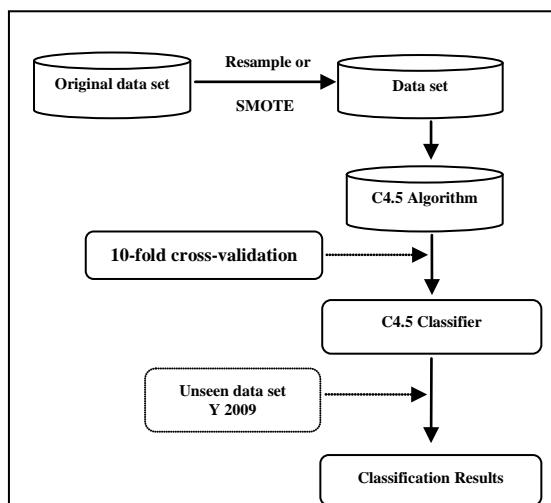 Resample or
Original data set
SMOTE
Data set
C4.5 Algorithm
10-fold cross-validation
C4.5 Classifier
Unseen data set
Y 2009
Classification Results